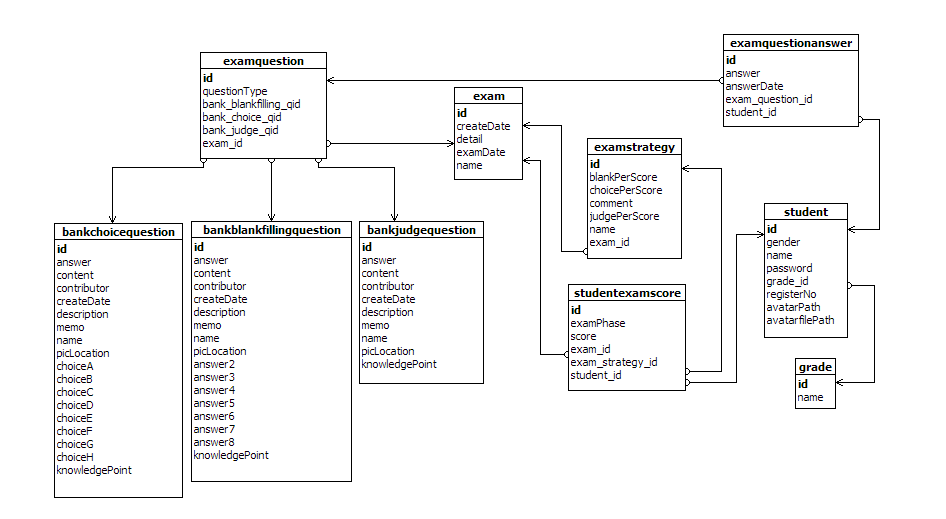 examquestionanswer
id
answer
answerDate
exam_question_id
student_id
examquestion
id
questionType
bank_blankfilling_qid
bank_choice_qid
bank_judge_qid
exam_id
exam
id
createDate
detail
examDate
name
examstrategy
id
blankPerScore
choicePerScore
comment
judgePerScore
name
exam_id
student
id
gender
name
password
grade_id
registerNo
avatarPath
avatarfilePath
bankchoicequestion
id
answer
content
contributor
createDate
description
memo
name
picLocation
choiceA
choiceB
choiceC
choiceD
choiceE
choiceF
choiceG
choiceH
knowledgePoint
bankblankfillingquestion
id
answer
content
contributor
createDate
description
memo
name
picLocation
answer2
answer3
answer4
answer5
answer6
answer7
answer8
knowledgePoint
bankjudgequestion
id
answer
content
contributor
createDate
description
memo
name
picLocation
knowledgePoint
studentexamscore
id
examPhase
score
exam_id
exam_strategy_id
student_id
grade
id
name